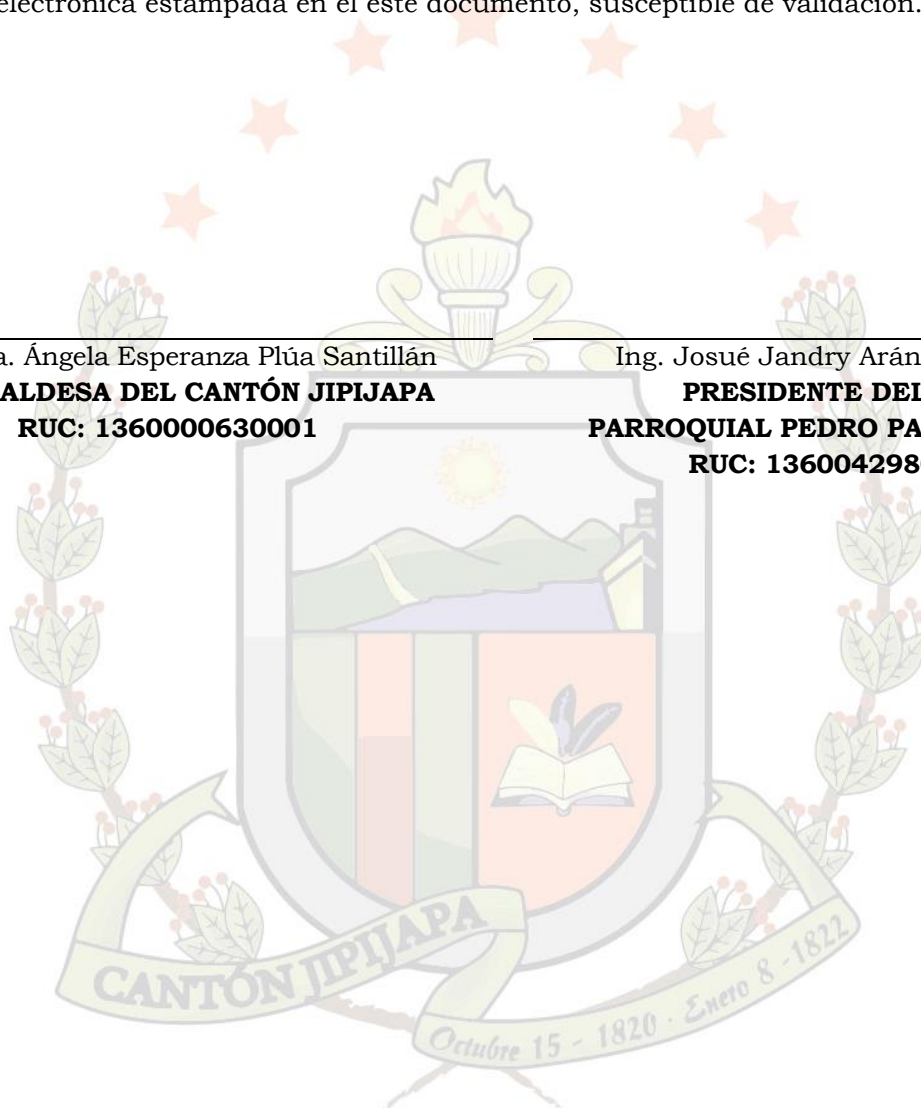 electrónica estampada en el este documento, susceptible de validación.
a. Ángela Esperanza Plúa Santillán
ALDESA DEL CANTÓN JIPIJAPA
RUC: 1360000630001
Ing. Josué Jandry Arán
PRESIDENTE DEL
PARROQUIAL PEDRO PA
RUC: 136004298
CANTÓN JIPIJAPA
Octubre 15 - 1820 . Enero 8 - 1822